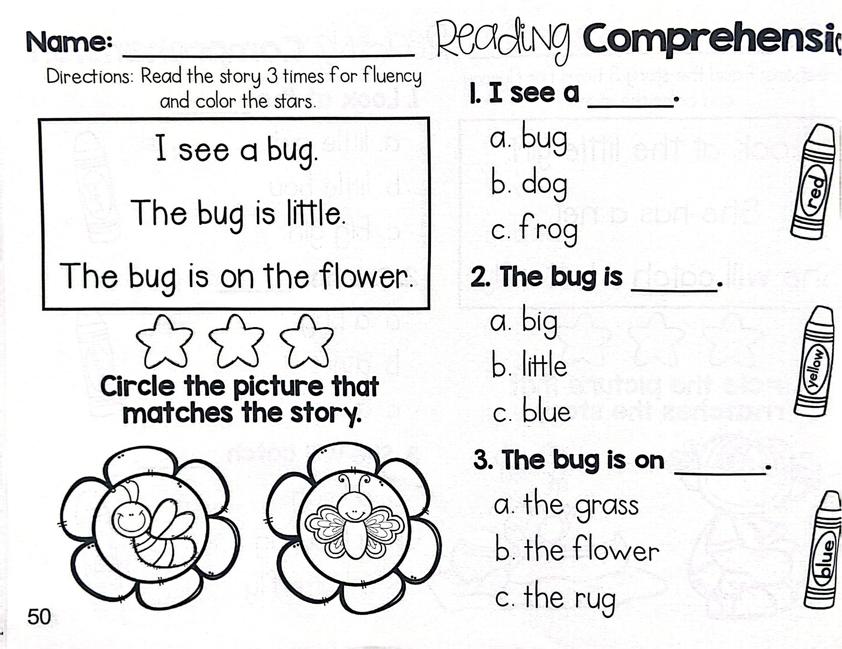 Name:
Directions: Read the story 3 times for fluency
and color the stars.
I see a bug.
The bug is little.
The bug is on the flower.
Circle the picture that
matches the story.
50
Reading Comprehensi
1. I see a ______.
a. bug
b. dog
c. frog
red
2. The bug is ______.
a. big
b. little
c. blue
yellow
3. The bug is on ______.
a. the grass
b. the flower
c. the rug
blue